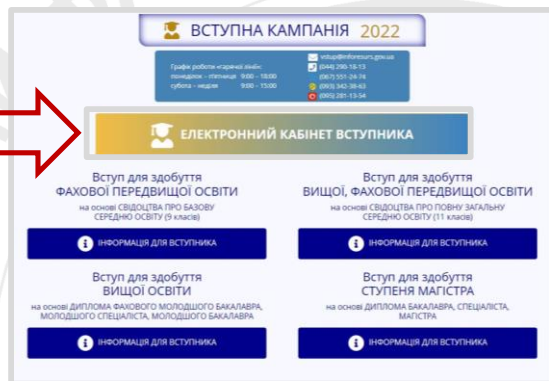 ВСТУПНА КАМПАНІЯ 2022
Графік роботи «гарячої лінії»:
понеділок - п'ятниця 9:00 - 18:00
субота - неділя 9:00 - 15:00
vstup@inforesurs.gov.ua
(044) 290-18-13
(067) 551-24-74
(093) 342-38-63
(095) 281-13-54
ЕЛЕКТРОННИЙ КАБІНЕТ ВСТУПНИКА
Вступ для здобуття
ФАХОВОЇ ПЕРЕДВИЩОЇ ОСВІТИ
на основі СВІДОЦТВА ПРО БАЗОВУ
СЕРЕДНЮ ОСВІТУ (9 класів)
ІНФОРМАЦІЯ ДЛЯ ВСТУПНИКА
Вступ для здобуття
ВИЩОЇ, ФАХОВОЇ ПЕРЕДВИЩОЇ ОСВІТИ
на основі СВІДОЦТВА ПРО ПОВНУ ЗАГАЛЬНУ
СЕРЕДНЮ ОСВІТУ (11 класів)
ІНФОРМАЦІЯ ДЛЯ ВСТУПНИКА
Вступ для здобуття
ВИЩОЇ ОСВІТИ
на основі ДИПЛОМА ФАХОВОГО МОЛОДШОГО БАКАЛАВРА,
МОЛОДШОГО СПЕЦІАЛІСТА, МОЛОДШОГО БАКАЛАВРА
ІНФОРМАЦІЯ ДЛЯ ВСТУПНИКА
Вступ для здобуття
СТУПЕНЯ МАГІСТРА
на основі ДИПЛОМА БАКАЛАВРА, СПЕЦІАЛІСТА,
МАГІСТРА
ІНФОРМАЦІЯ ДЛЯ ВСТУПНИКА